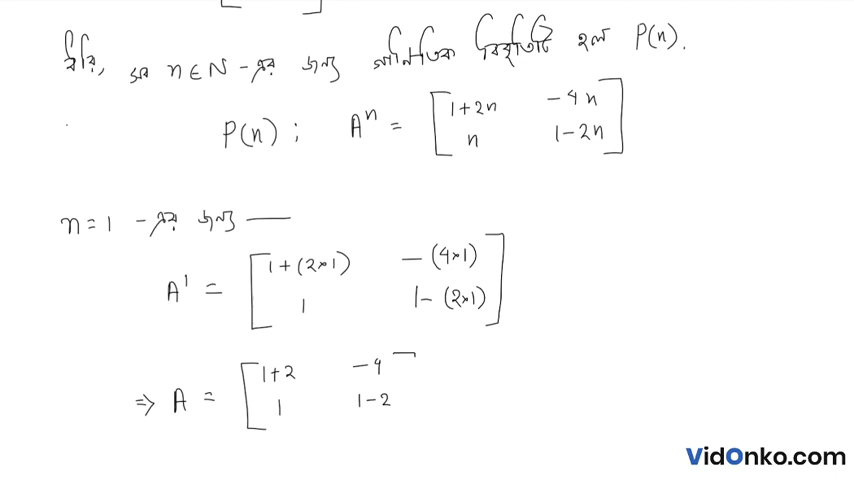 ধরি, সব n ∈ N -এর জন্য গাণিতিক বিবৃতিটি হল P(n).
P(n) ; Aⁿ = [1+2n -4n
n 1-2n]
n = 1 -এর জন্য —
A' = [1+(2×1) -(4×1)
1 1-(2×1)]
⇒ A = [1+2 -4
1 1-2
VidOnko.com